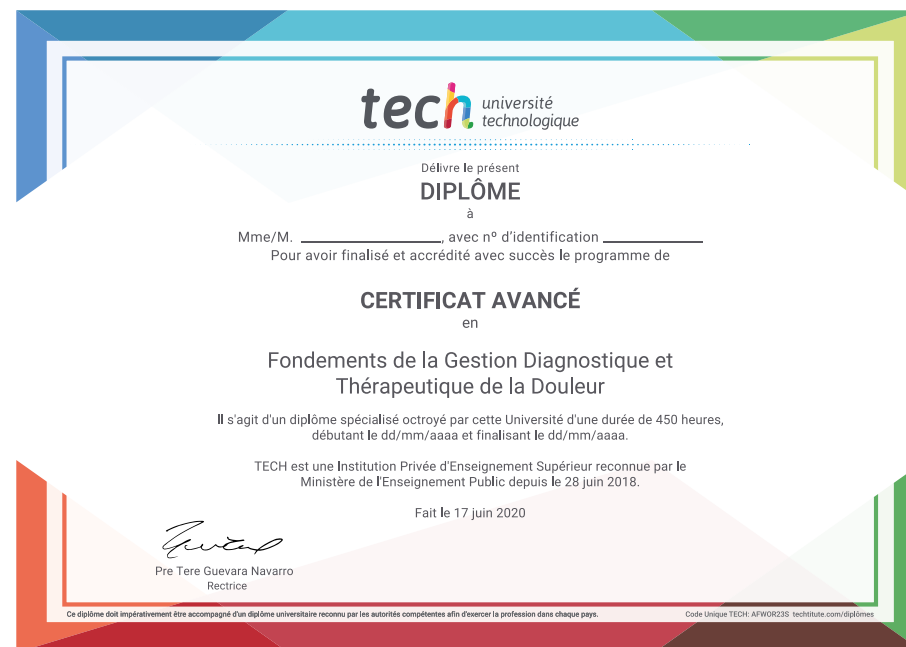 tech université
technologique
Délivre le présent
DIPLÔME
à
Mme/M. ____________________, avec nº d'identification ______________
Pour avoir finalisé et accrédité avec succès le programme de
CERTIFICAT AVANCÉ
en
Fondements de la Gestion Diagnostique et
Thérapeutique de la Douleur
Il s'agit d'un diplôme spécialisé octroyé par cette Université d'une durée de 450 heures,
débutant le dd/mm/aaaa et finalisant le dd/mm/aaaa.
TECH est une Institution Privée d'Enseignement Supérieur reconnue par le
Ministère de l'Enseignement Public depuis le 28 juin 2018.
Fait le 17 juin 2020
Pre Tere Guevara Navarro
Rectrice
Ce diplôme doit impérativement être accompagné d'un diplôme universitaire reconnu par les autorités compétentes afin d'exercer la profession dans chaque pays.
Code Unique TECH: AFWOR23S techtitute.com/diplômes